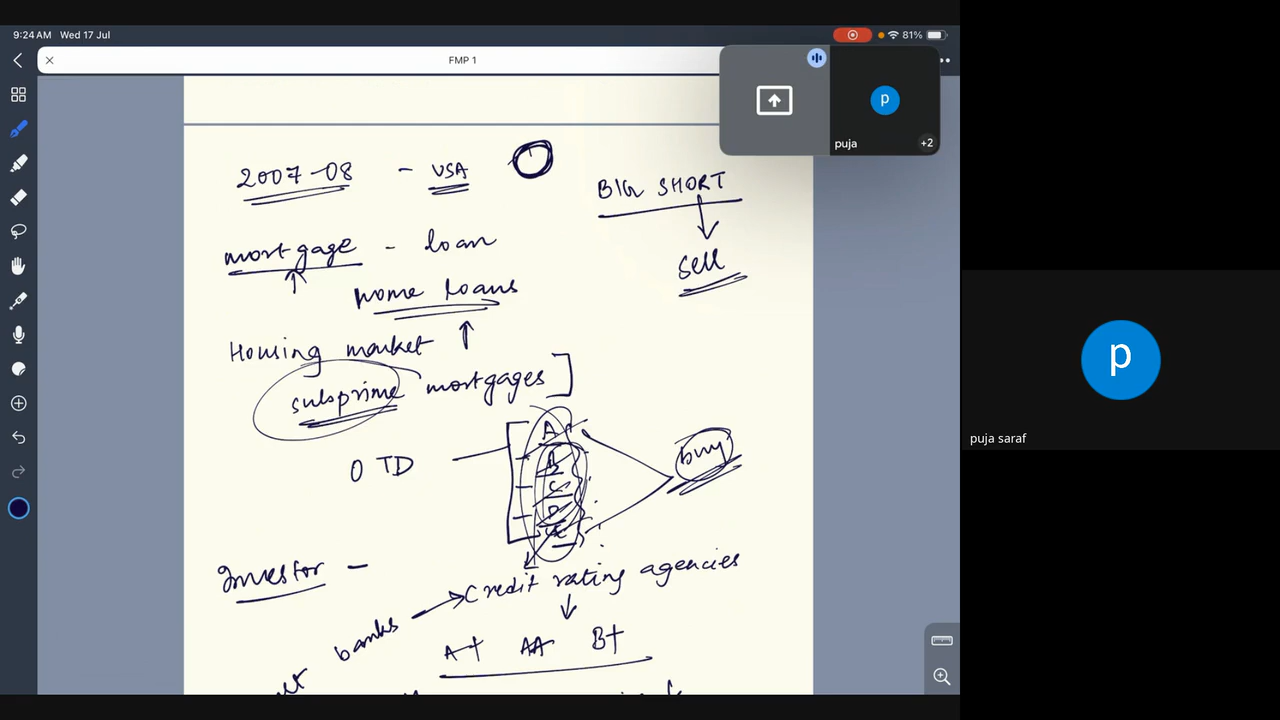 9:24 AM Wed 17 Jul
81%
FMP 1
puja
+2
p
2007-08 - USA
BIG SHORT
sell
mortgage - loan
home loans
Housing market
subprime mortgages
OTD
A
B
C
D
buy
Investor -
Credit rating agencies
banks
A+ AA B+
p
puja saraf